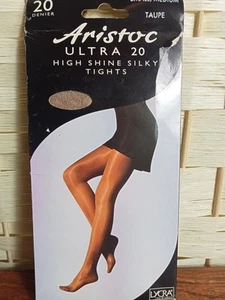 20
DENIER
TAUPE
Aristoc
ULTRA 20
HIGH SHINE SILKY
TIGHTS
LYCRA